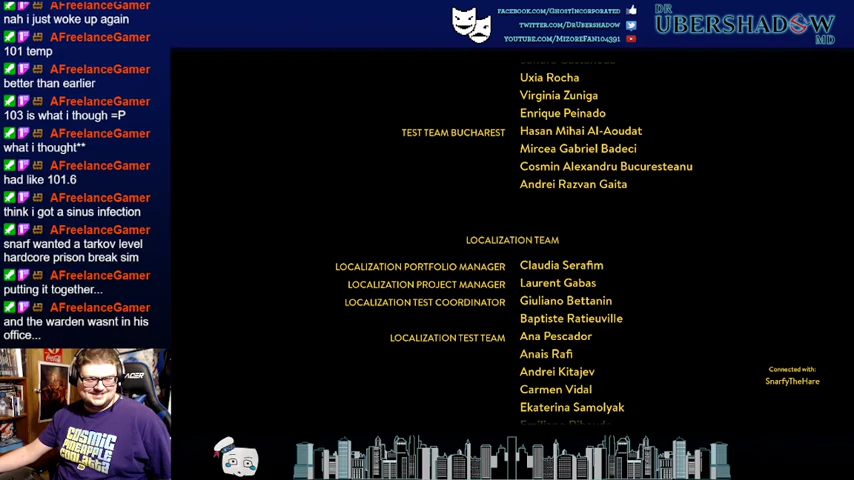 AFreelanceGamer
nah i just woke up again
AFreelanceGamer
101 temp
AFreelanceGamer
better than earlier
AFreelanceGamer
103 is what i though =P
AFreelanceGamer
what i thought**
AFreelanceGamer
had like 101.6
AFreelanceGamer
think i got a sinus infection
AFreelanceGamer
snarf wanted a tarkov level
hardcore prison break sim
AFreelanceGamer
putting it together...
AFreelanceGamer
and the warden wasnt in his
office...
facebook.com/GhostIncorporated
twitter.com/DrUbershadow
youtube.com/MizoreFan104391
DR
UBERSHADOW
MD
Uxia Rocha
Virginia Zuniga
Enrique Peinado
TEST TEAM BUCHAREST Hasan Mihai Al-Aoudat
Mircea Gabriel Badeci
Cosmin Alexandru Bucuresteanu
Andrei Razvan Gaita
LOCALIZATION TEAM
LOCALIZATION PORTFOLIO MANAGER Claudia Serafim
LOCALIZATION PROJECT MANAGER Laurent Gabas
LOCALIZATION TEST COORDINATOR Giuliano Bettanin
Baptiste Ratieuville
LOCALIZATION TEST TEAM Ana Pescador
Anais Rafi
Andrei Kitajev
Carmen Vidal
Ekaterina Samolyak
Connected with:
SnarfyTheHare
ACER
COSMIC
PINEAPPLE